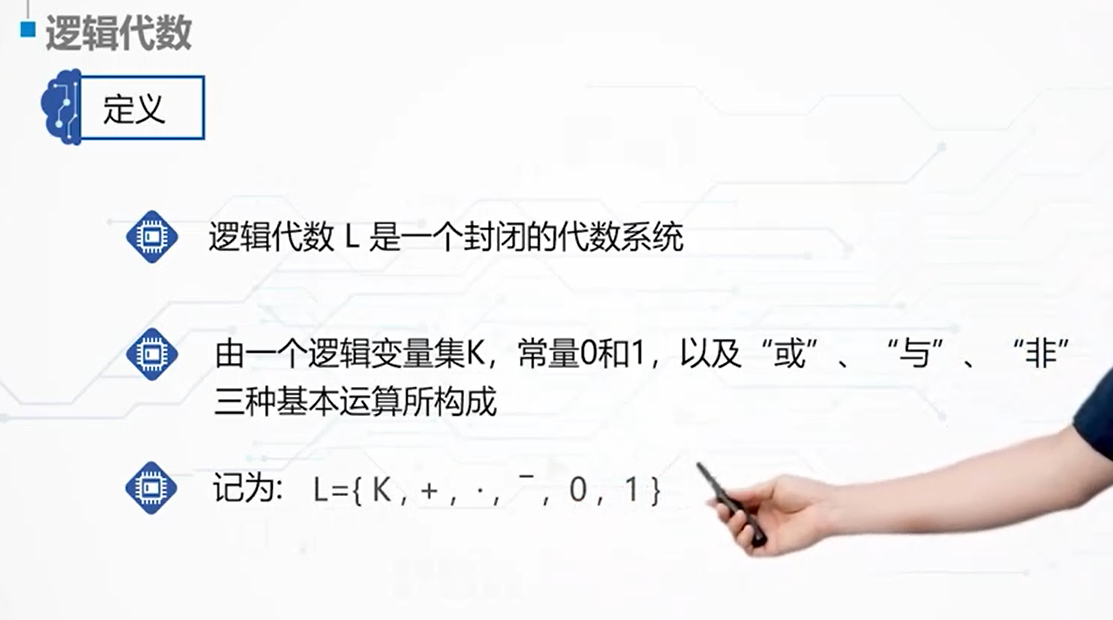 逻辑代数
定义
逻辑代数 L 是一个封闭的代数系统
由一个逻辑变量集K，常量0和1，以及“或”、“与”、“非”
三种基本运算所构成
记为： L={ K , + , · , ‾ , 0 , 1 }